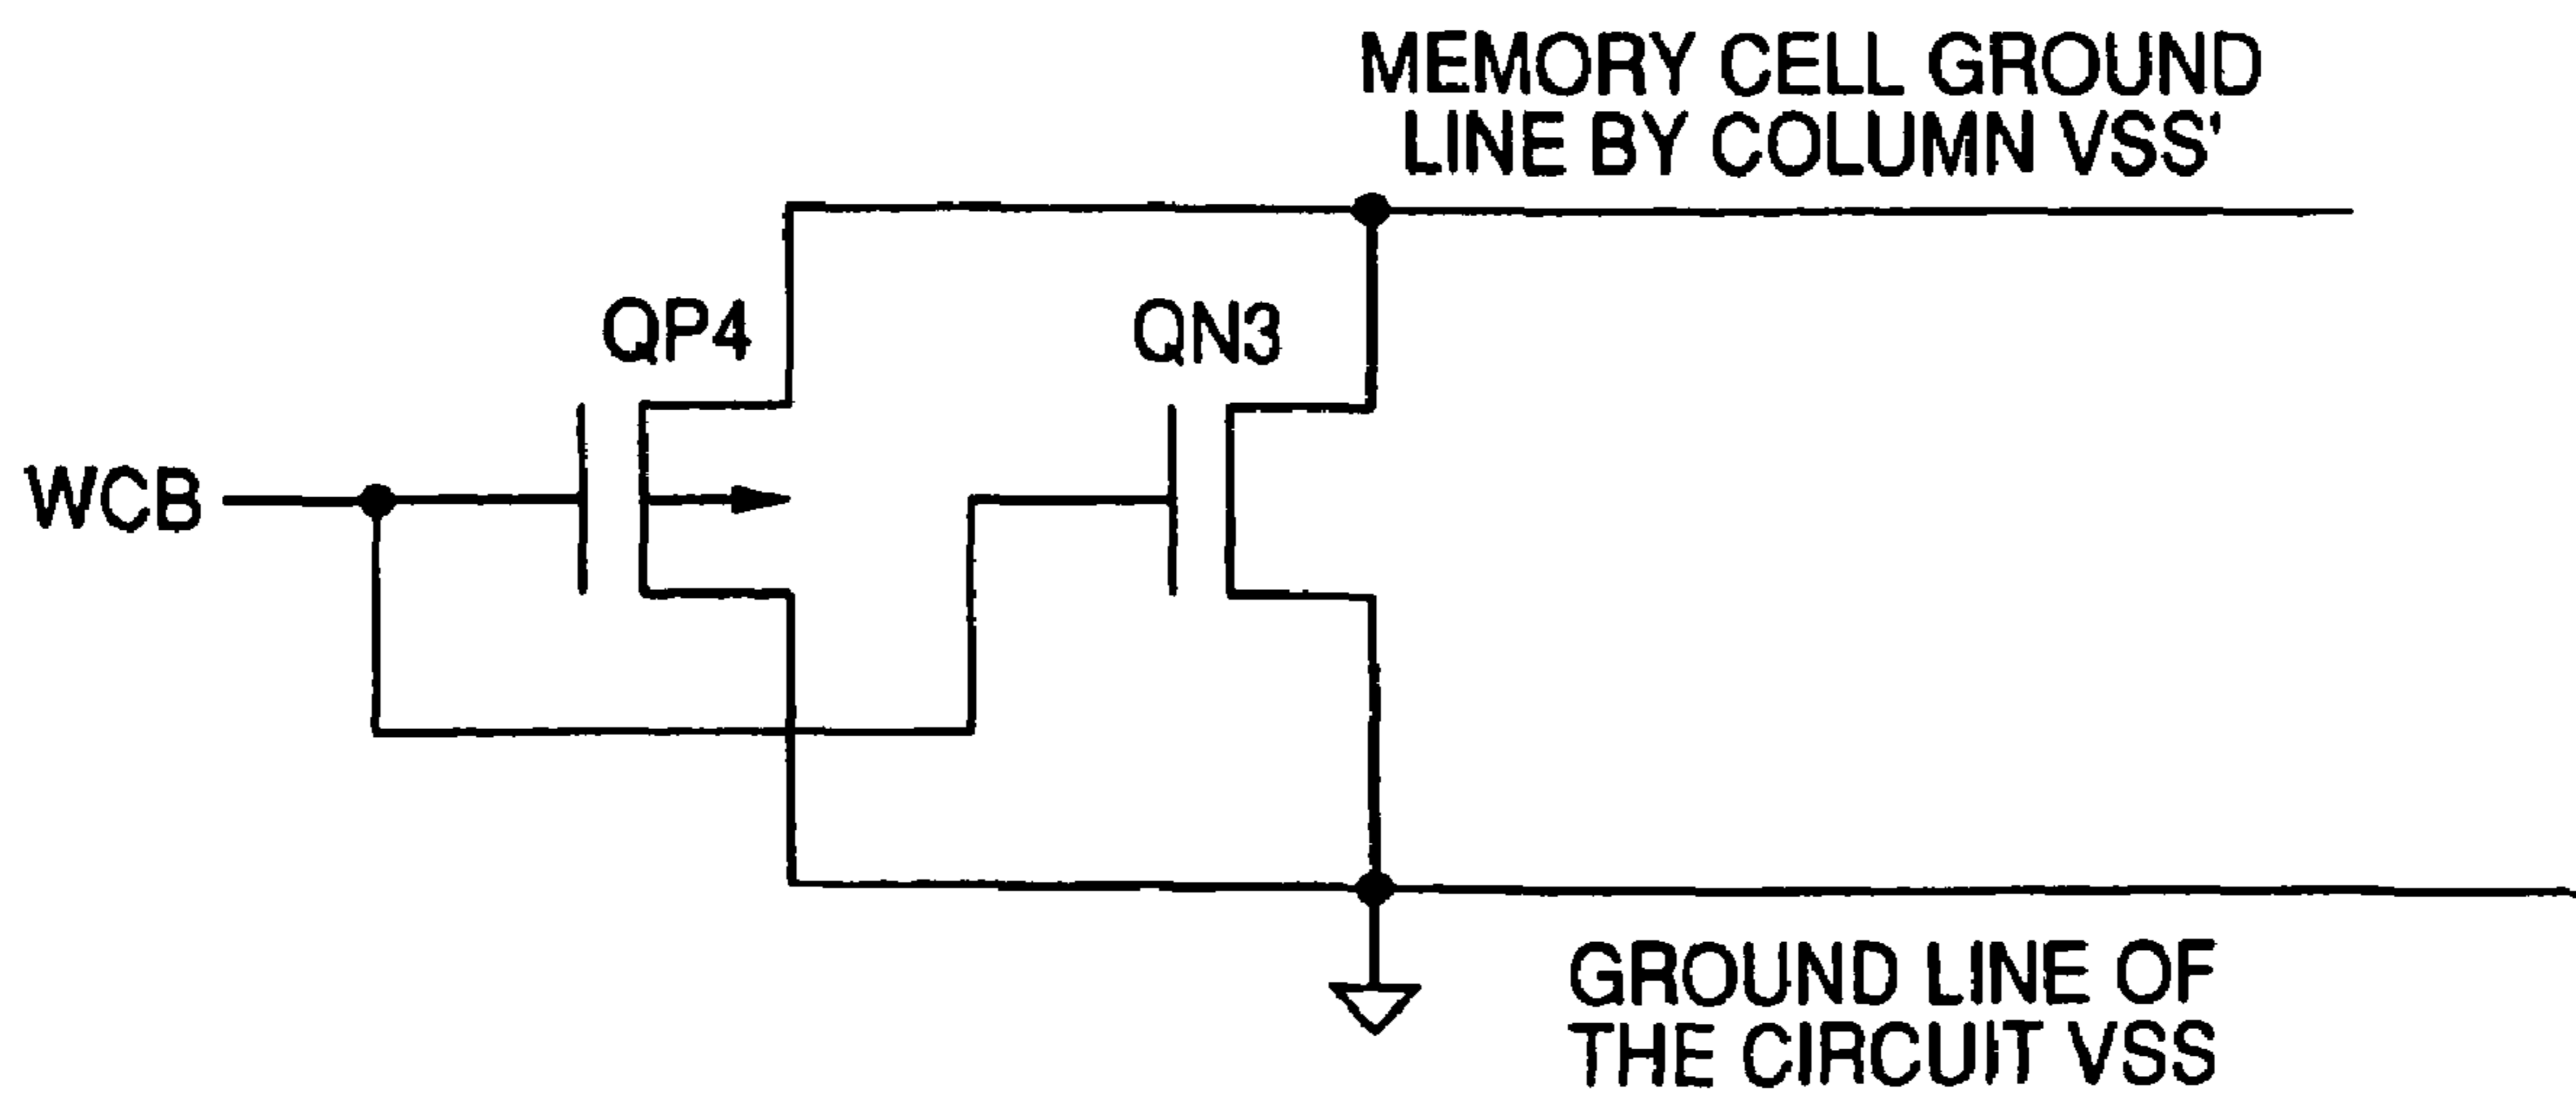 MEMORY CELL GROUND
LINE BY COLUMN VSS'
QP4
QN3
WCB
GROUND LINE OF
THE CIRCUIT VSS